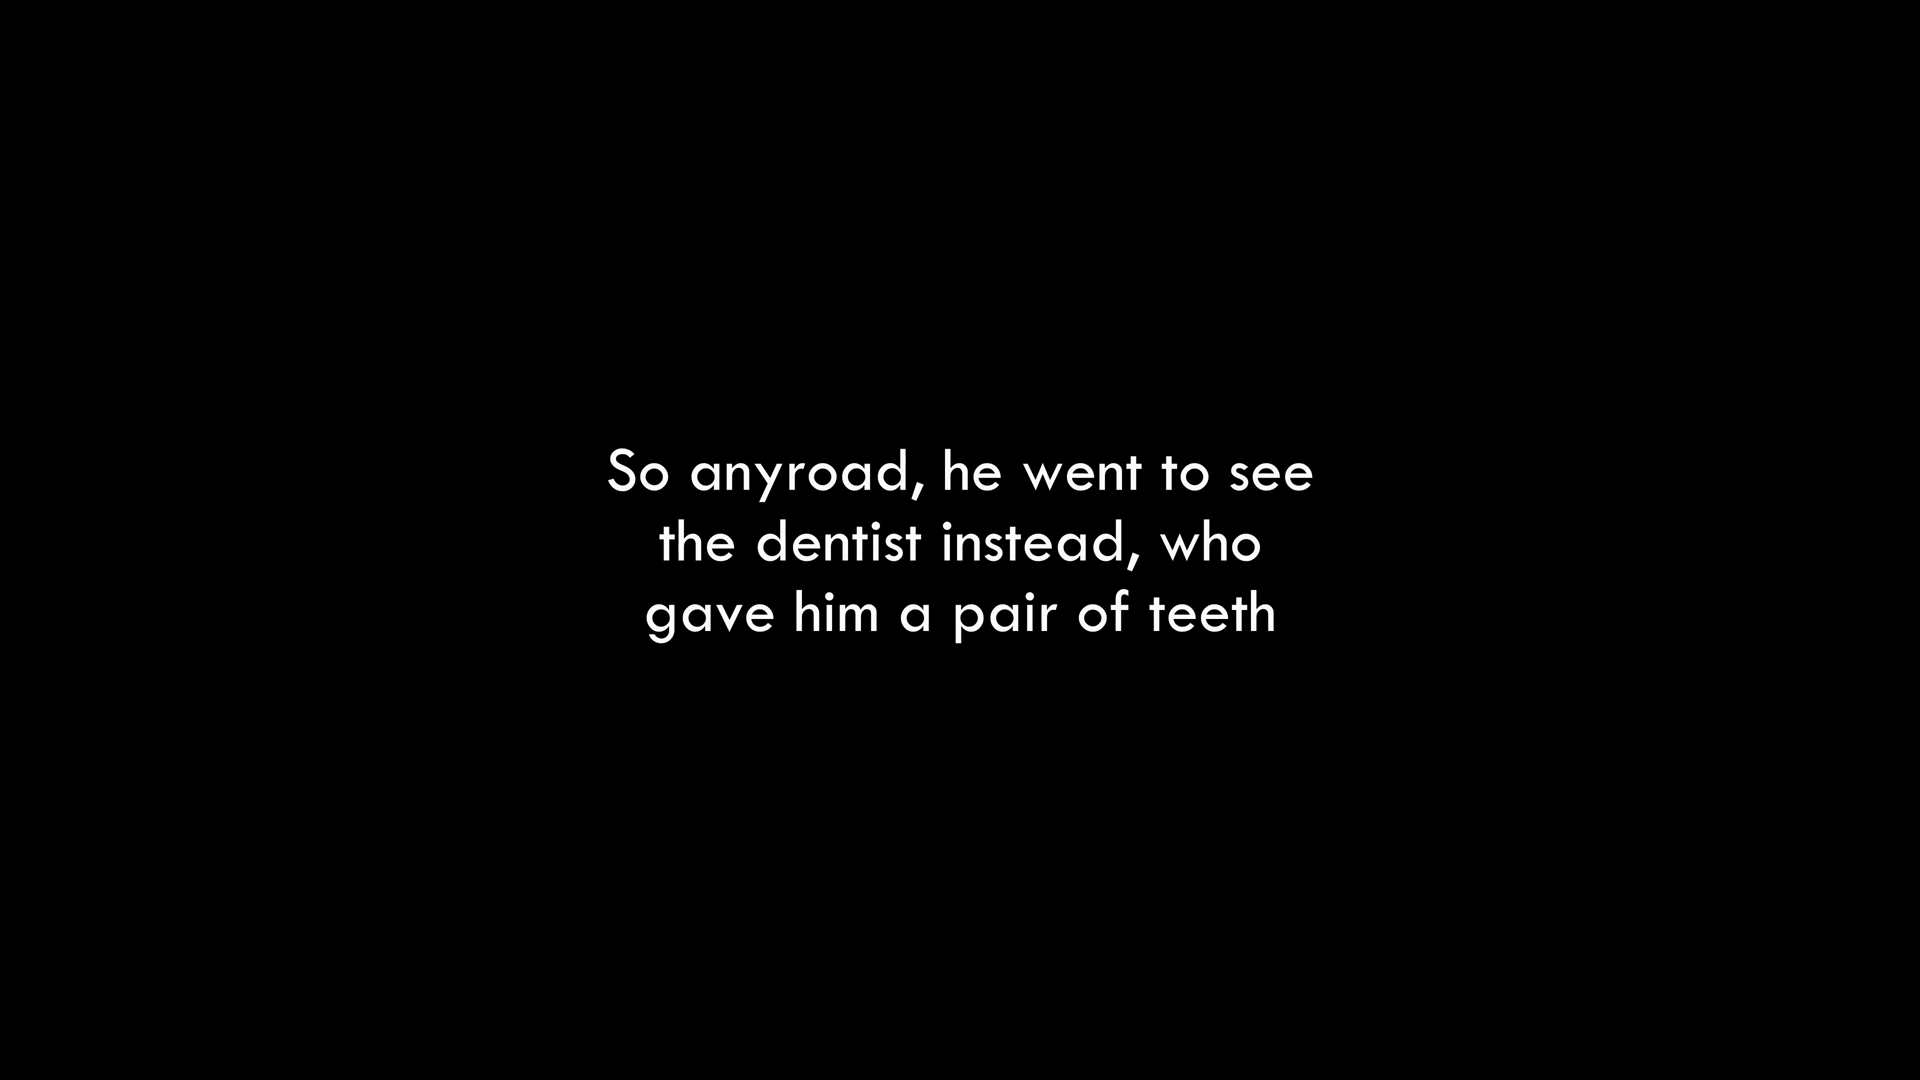 So anyroad, he went to see
the dentist instead, who
gave him a pair of teeth